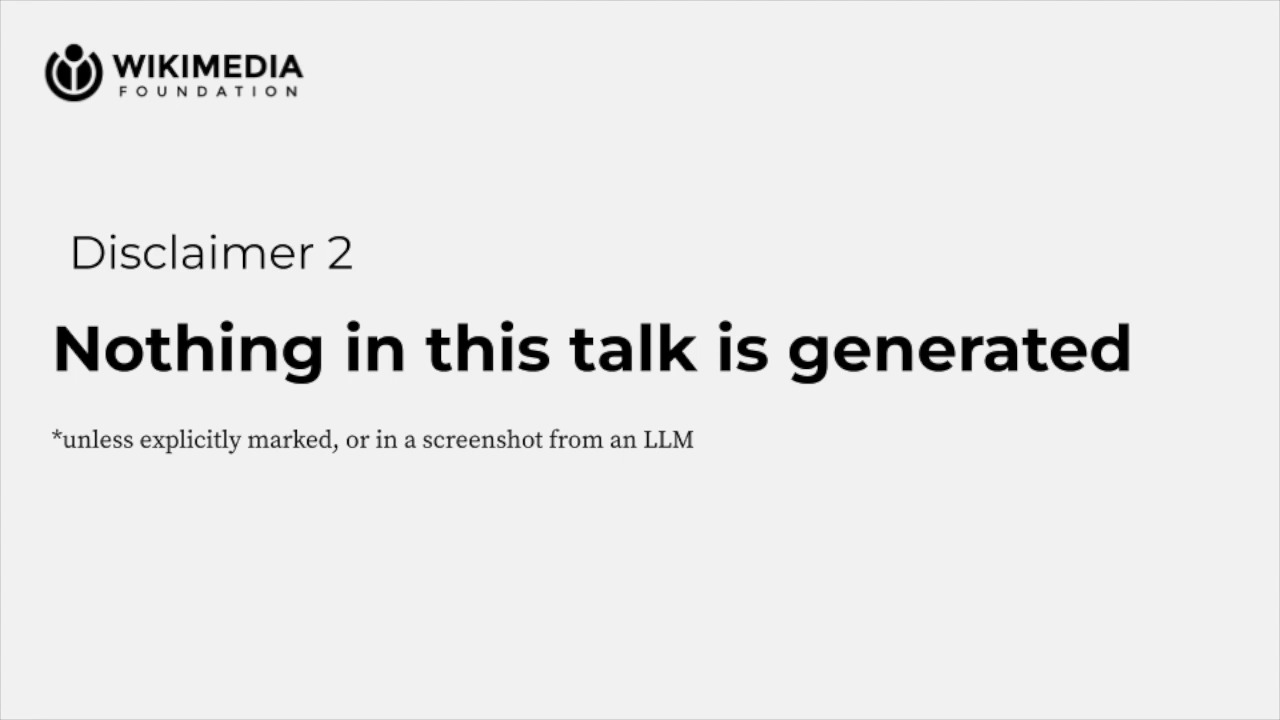 WIKIMEDIA
FOUNDATION
Disclaimer 2
Nothing in this talk is generated
*unless explicitly marked, or in a screenshot from an LLM